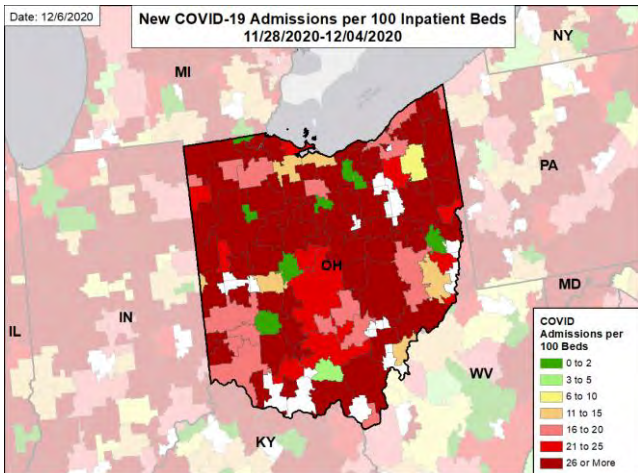 Date: 12/6/2020
New COVID-19 Admissions per 100 Inpatient Beds
11/28/2020-12/04/2020
NY
MI
PA
OH
MD
IN
IL
WV
KY
COVID
Admissions per
100 Beds
0 to 2
3 to 5
6 to 10
11 to 15
16 to 20
21 to 25
26 or More